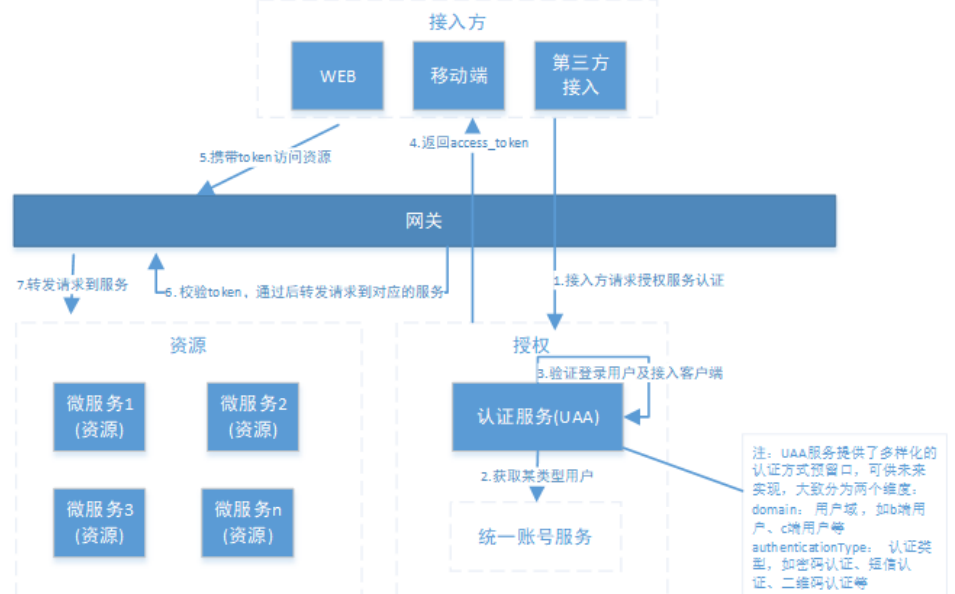 接入方
WEB
移动端
第三方
接入
4.返回access_token
5.携带token访问资源
网关
1.接入方请求授权服务认证
7.转发请求到服务
6.校验token，通过后转发请求到对应的服务
资源
授权
3.验证登录用户及接入客户端
微服务1
(资源)
微服务2
(资源)
认证服务(UAA)
2.获取某类型用户
微服务3
(资源)
微服务n
(资源)
统一账号服务
注：UAA服务提供了多样化的
认证方式预留口，可供未来
实现，大致分为两个维度：
domain：用户域，如b端用
户、c端用户等
authenticationType： 认证类
型，如密码认证、短信认
证、二维码认证等